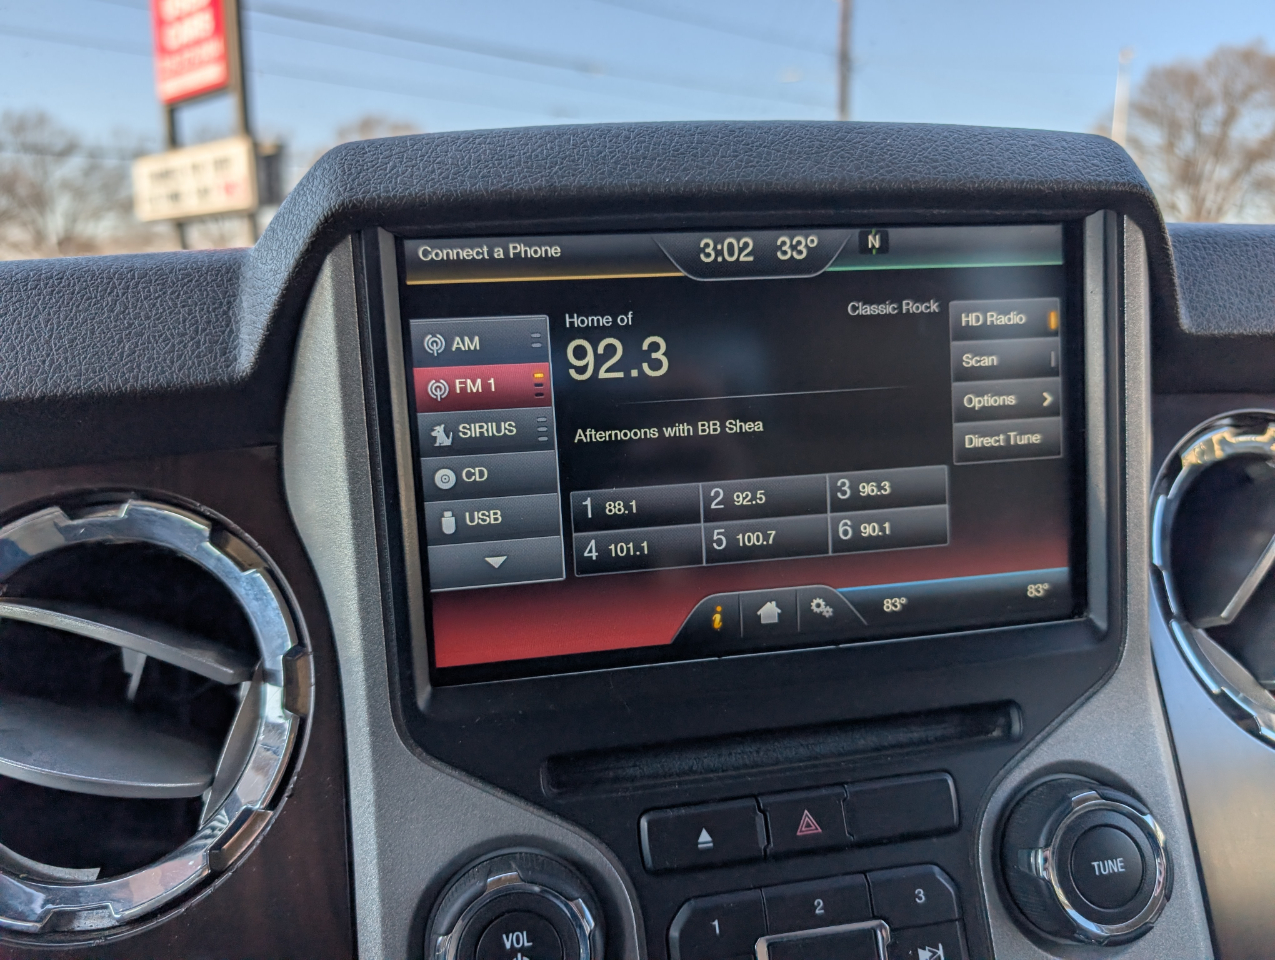 Connect a Phone
3:02 33°
N
AM
FM 1
SIRIUS
CD
USB
Home of
92.3
Classic Rock
Afternoons with BB Shea
1 88.1
2 92.5
3 96.3
4 101.1
5 100.7
6 90.1
HD Radio
Scan
Options
Direct Tune
i
83°
83°
VOL
1
2
3
TUNE